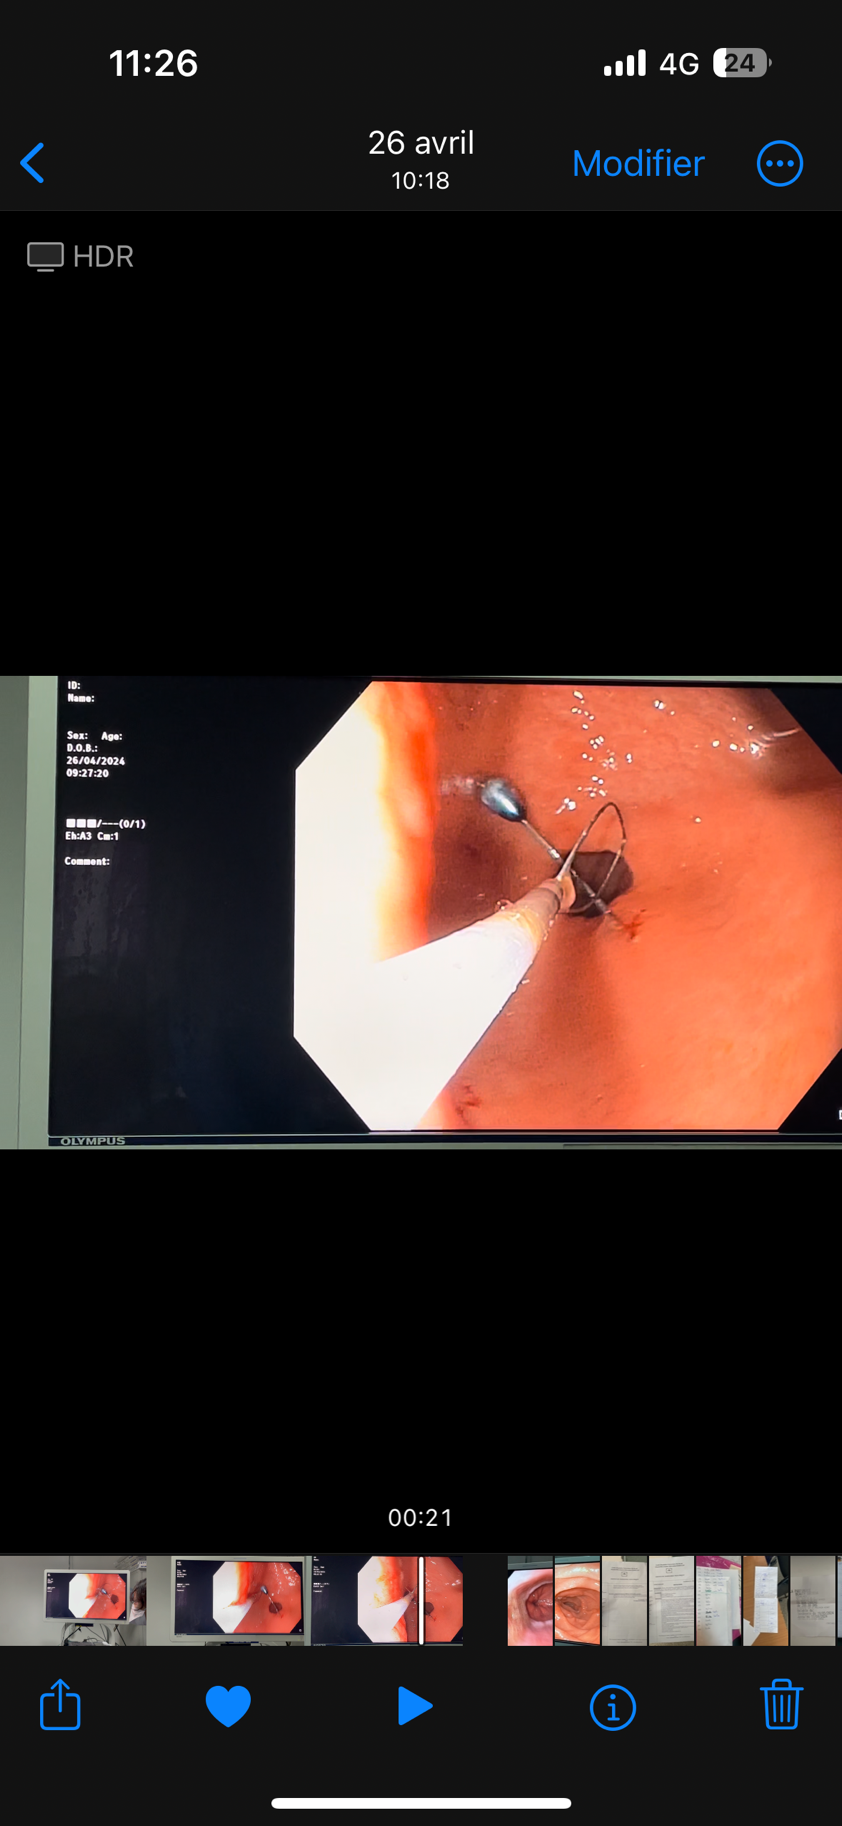 11:26
4G
24
26 avril
10:18
Modifier
HDR
ID:
Name:
Sex: Age:
D.O.B.:
26/04/2024
09:27:20
/---(0/1)
Eh:A3 Cm:1
Comment:
OLYMPUS
00:21